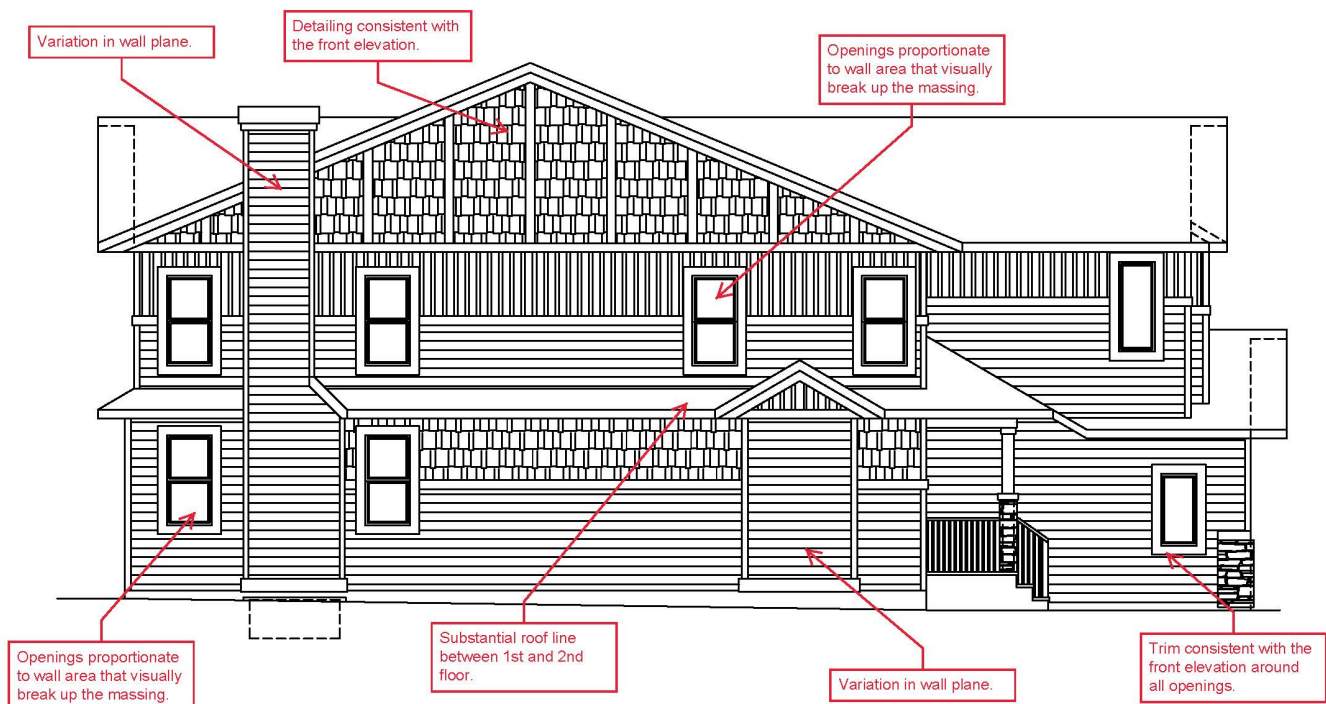 Variation in wall plane.
Detailing consistent with
the front elevation.
Openings proportionate
to wall area that visually
break up the massing.
Openings proportionate
to wall area that visually
break up the massing.
Substantial roof line
between 1st and 2nd
floor.
Variation in wall plane.
Trim consistent with the
front elevation around
all openings.